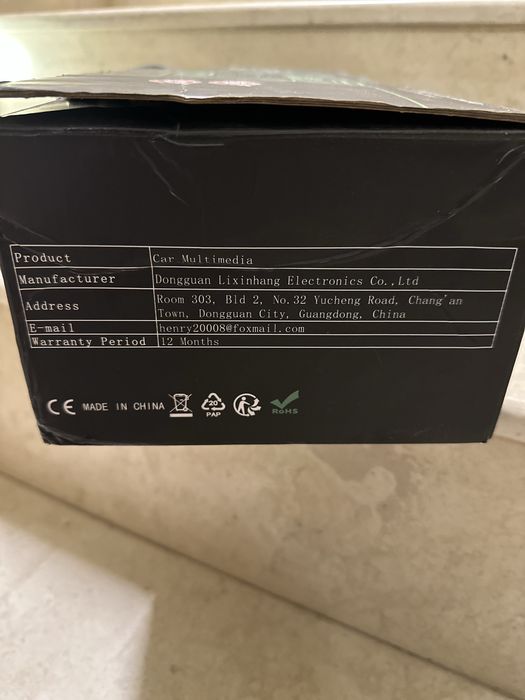 Product Car Multimedia
Manufacturer Dongguan Lixinhang Electronics Co.,Ltd
Address Room 303, Bld 2, No.32 Yucheng Road, Chang'an
Town, Dongguan City, Guangdong, China
E-mail henry20008@foxmail.com
Warranty Period 12 Months
CE MADE IN CHINA 20 PAP RoHS